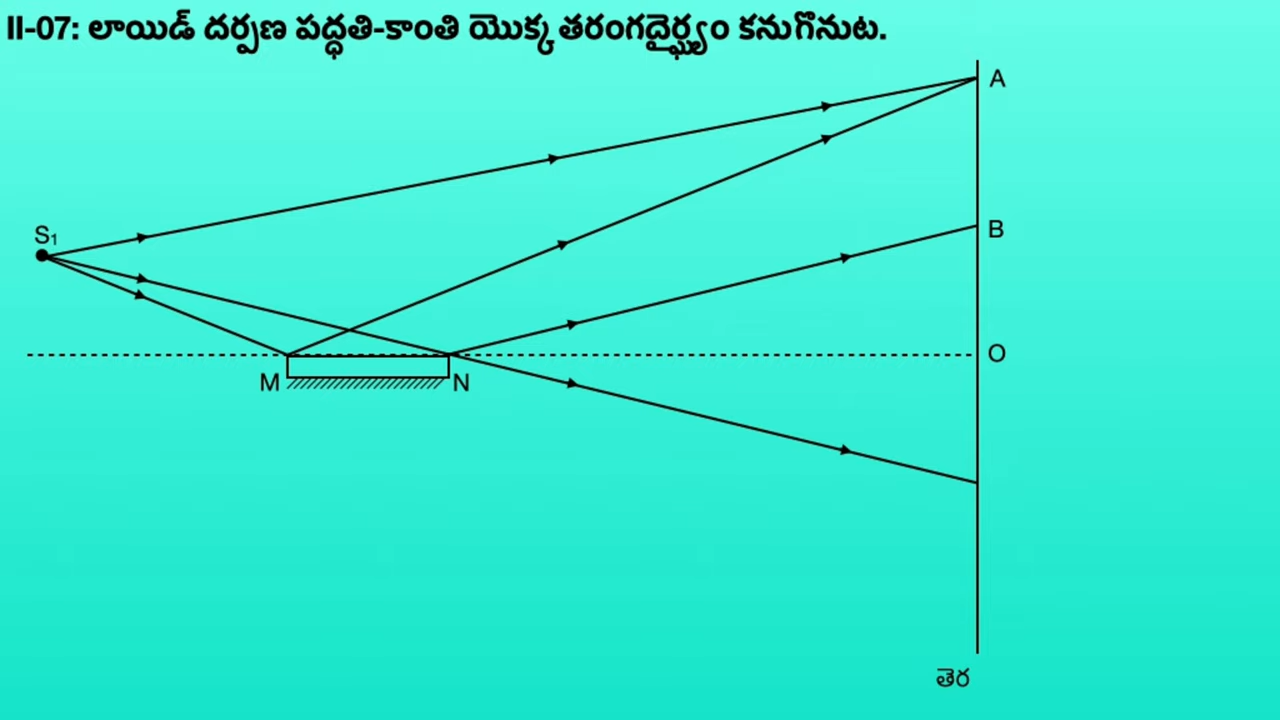 II-07: లాయిడ్ దర్పణ పద్ధతి-కాంతి యొక్క తరంగదైర్ఘ్యం కనుగొనుట.
A
S₁
B
O
M
N
తెర